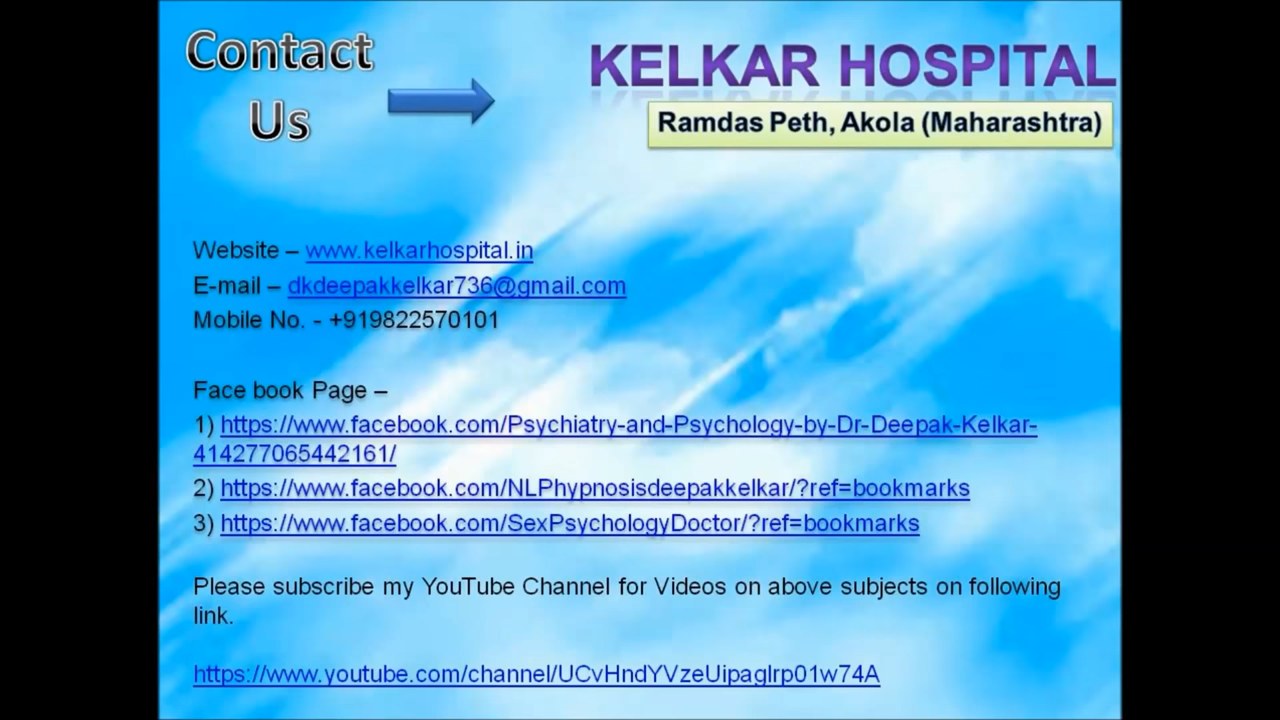 Contact
Us
KELKAR HOSPITAL
Ramdas Peth, Akola (Maharashtra)
Website – www.kelkarhospital.in
E-mail – dkdeepakkelkar736@gmail.com
Mobile No. - +919822570101
Face book Page –
1) https://www.facebook.com/Psychiatry-and-Psychology-by-Dr-Deepak-Kelkar-
414277065442161/
2) https://www.facebook.com/NLPhypnosisdeepakkelkar/?ref=bookmarks
3) https://www.facebook.com/SexPsychologyDoctor/?ref=bookmarks
Please subscribe my YouTube Channel for Videos on above subjects on following
link.
https://www.youtube.com/channel/UCvHndYVzeUipaglrp01w74A